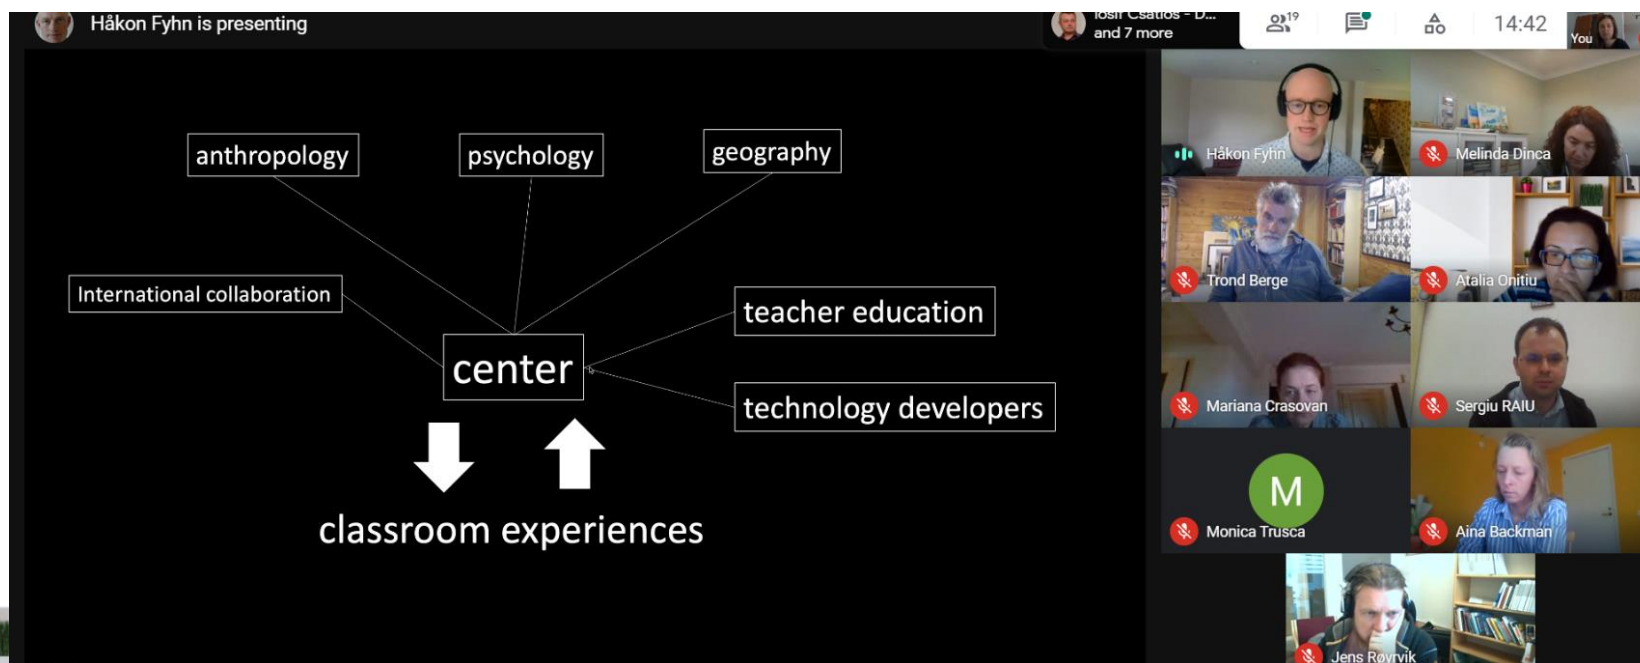 Håkon Fyhn is presenting
Iosif Csatlos - D...
and 7 more
19
14:42
You
anthropology
psychology
geography
International collaboration
teacher education
center
technology developers
classroom experiences
Håkon Fyhn
Melinda Dinca
Trond Berge
Atalia Onitiu
Mariana Crasovan
Sergiu RAIU
M
Monica Trusca
Aina Backman
Jens Røyrvik